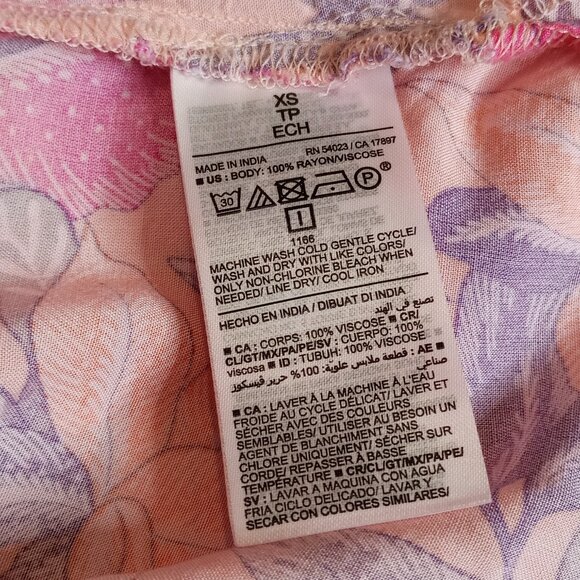 XS
TP
ECH
MADE IN INDIA RN 54023 / CA 17897
■ US : BODY: 100% RAYON/VISCOSE
30 P ®
1166
MACHINE WASH COLD GENTLE CYCLE/
WASH AND DRY WITH LIKE COLORS/
ONLY NON-CHLORINE BLEACH WHEN
NEEDED/ LINE DRY/ COOL IRON
HECHO EN INDIA / DIBUAT DI INDIA
تصنع في الهند
■ CA : CORPS: 100% VISCOSE ■ CR/
CL/GT/MX/PA/PE/SV : CUERPO: 100%
viscosa ■ ID : TUBUH: 100% VISCOSE
■ AE : قطعة ملابس علوية: 100% حرير فيسكوز
صناعي
■ CA : LAVER À LA MACHINE À L'EAU
FROIDE AU CYCLE DÉLICAT/ LAVER ET
SÉCHER AVEC DES COULEURS
SEMBLABLES/ UTILISER AU BESOIN UN
AGENT DE BLANCHIMENT SANS
CHLORE UNIQUEMENT/ SÉCHER SUR
CORDE/ REPASSER À BASSE
TEMPÉRATURE ■ CR/CL/GT/MX/PA/PE/
SV : LAVAR A MAQUINA CON AGUA
FRIA CICLO DELICADO/ LAVAR Y
SECAR CON COLORES SIMILARES/